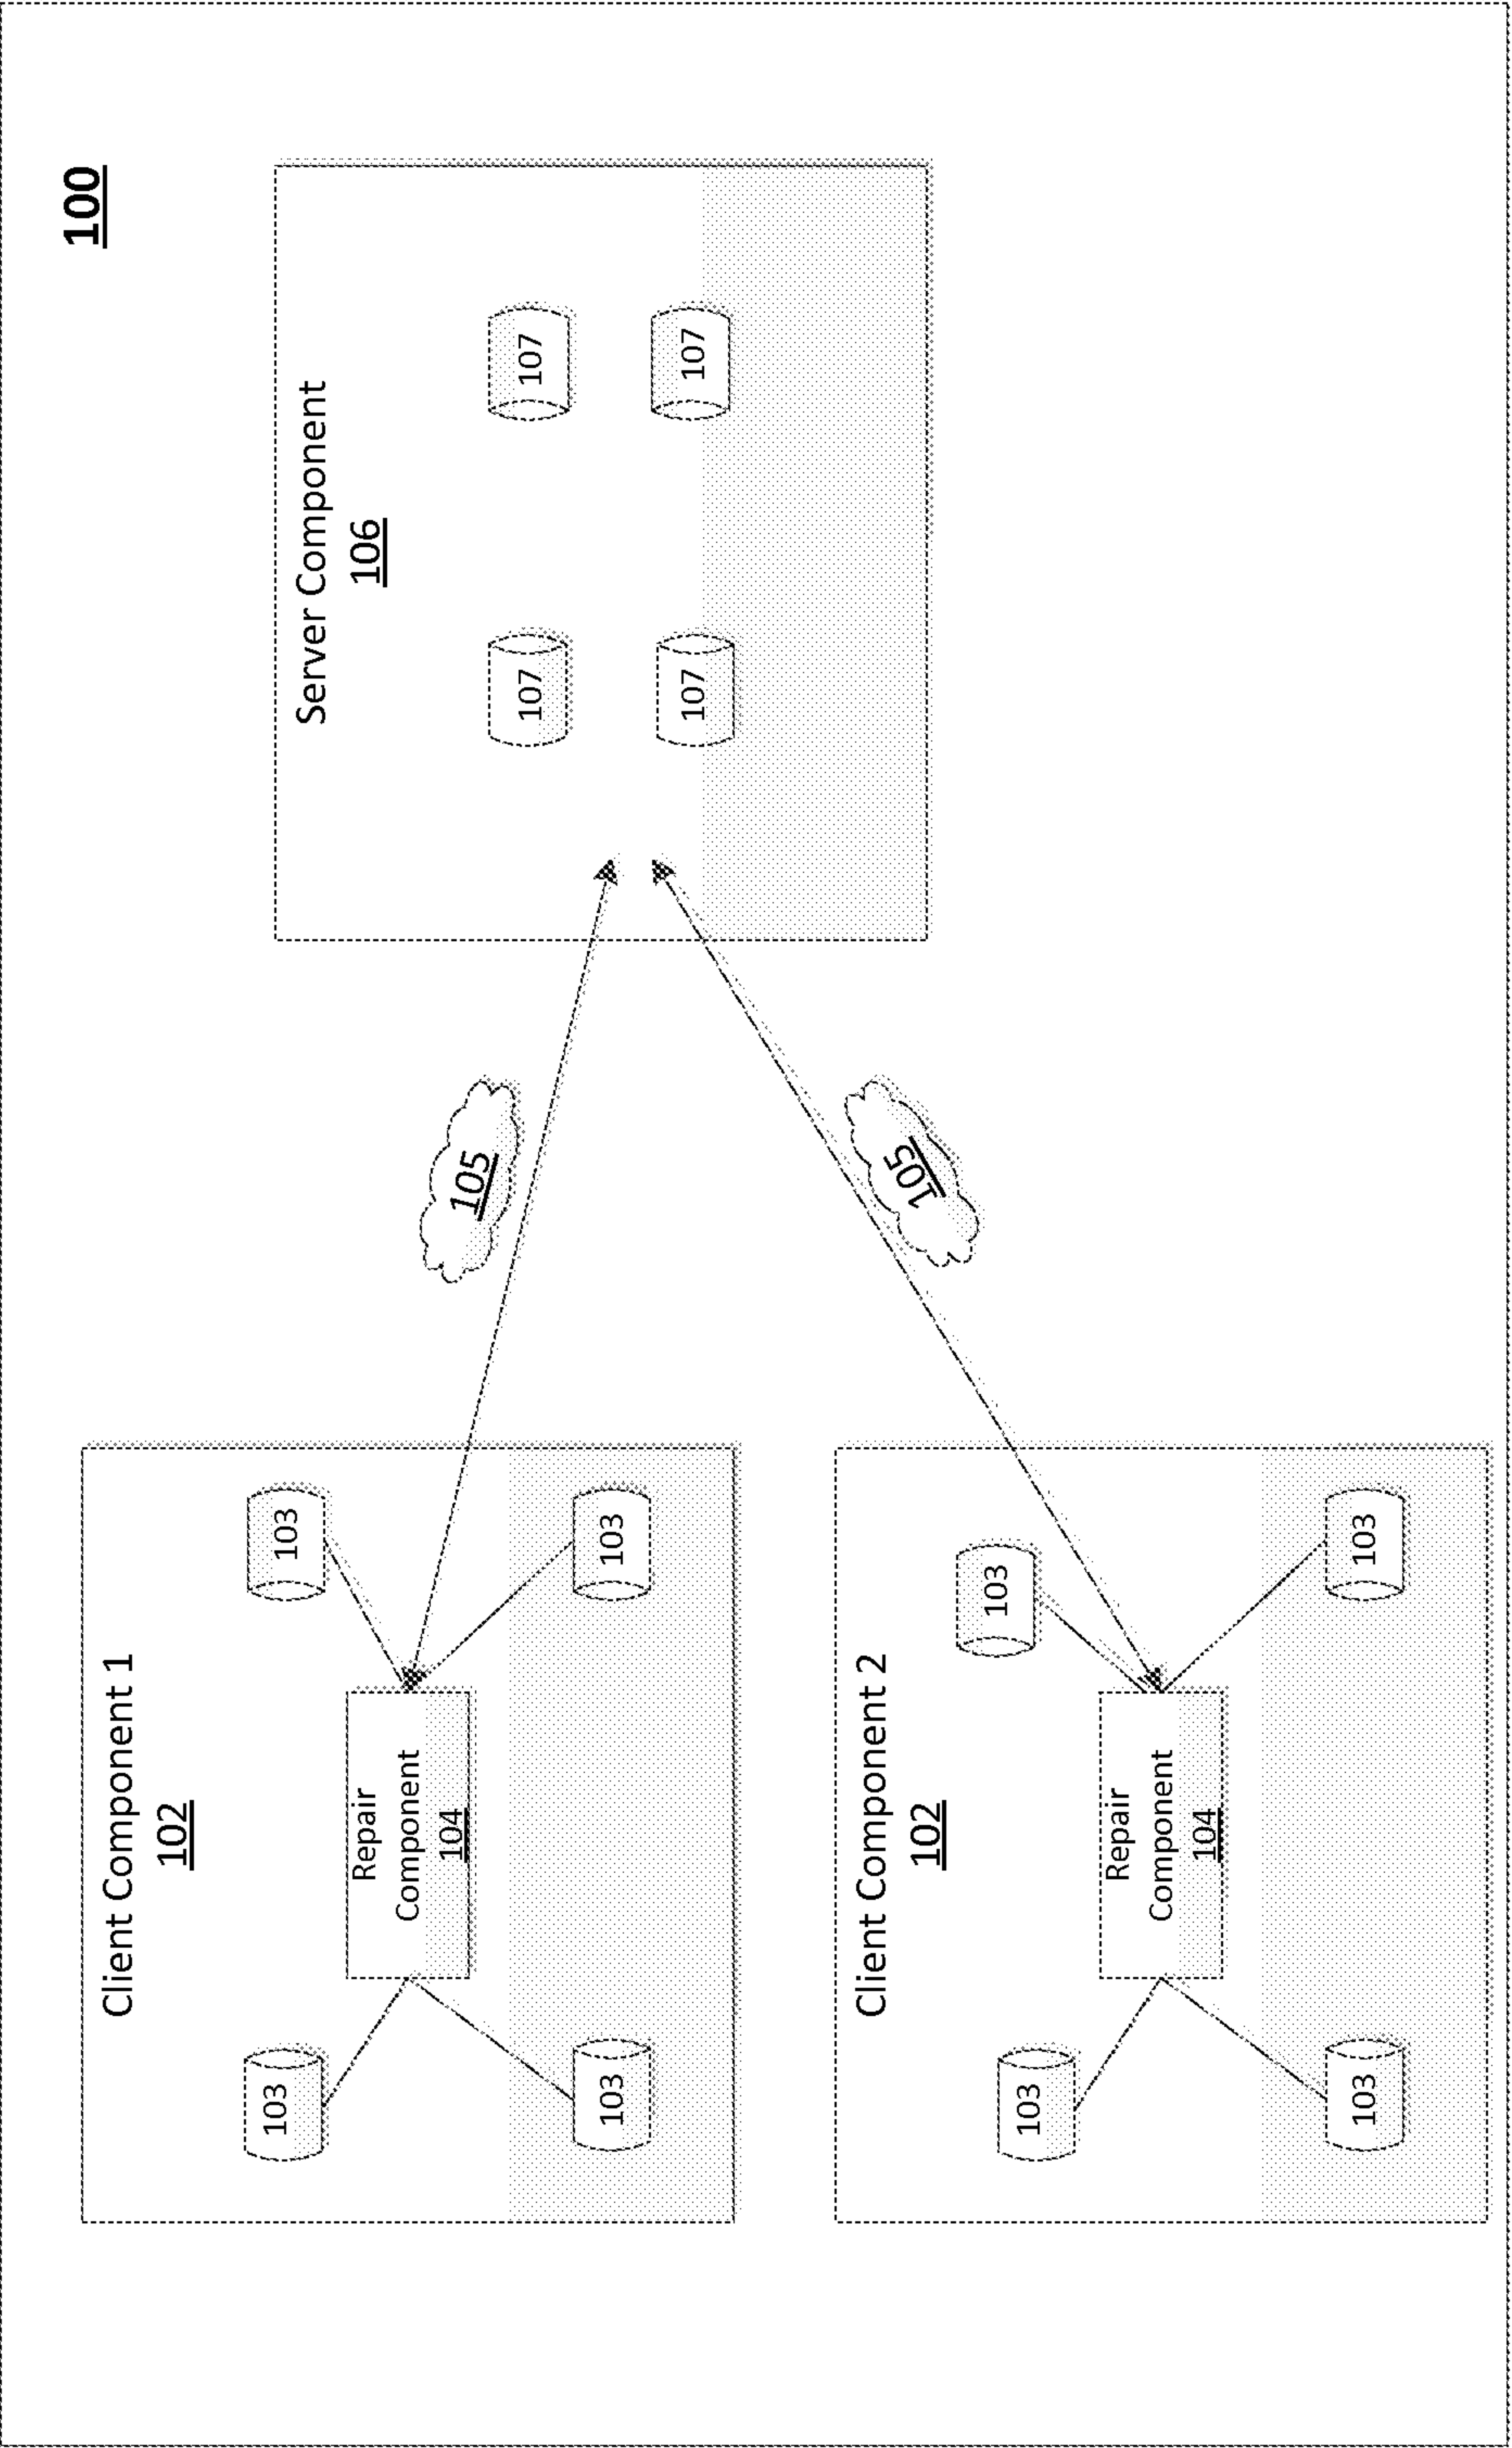 100
Client Component 1
102
103
103
Repair
Component
104
103
103
105
Server Component
106
107
107
107
107
105
Client Component 2
102
103
103
Repair
Component
104
103
103